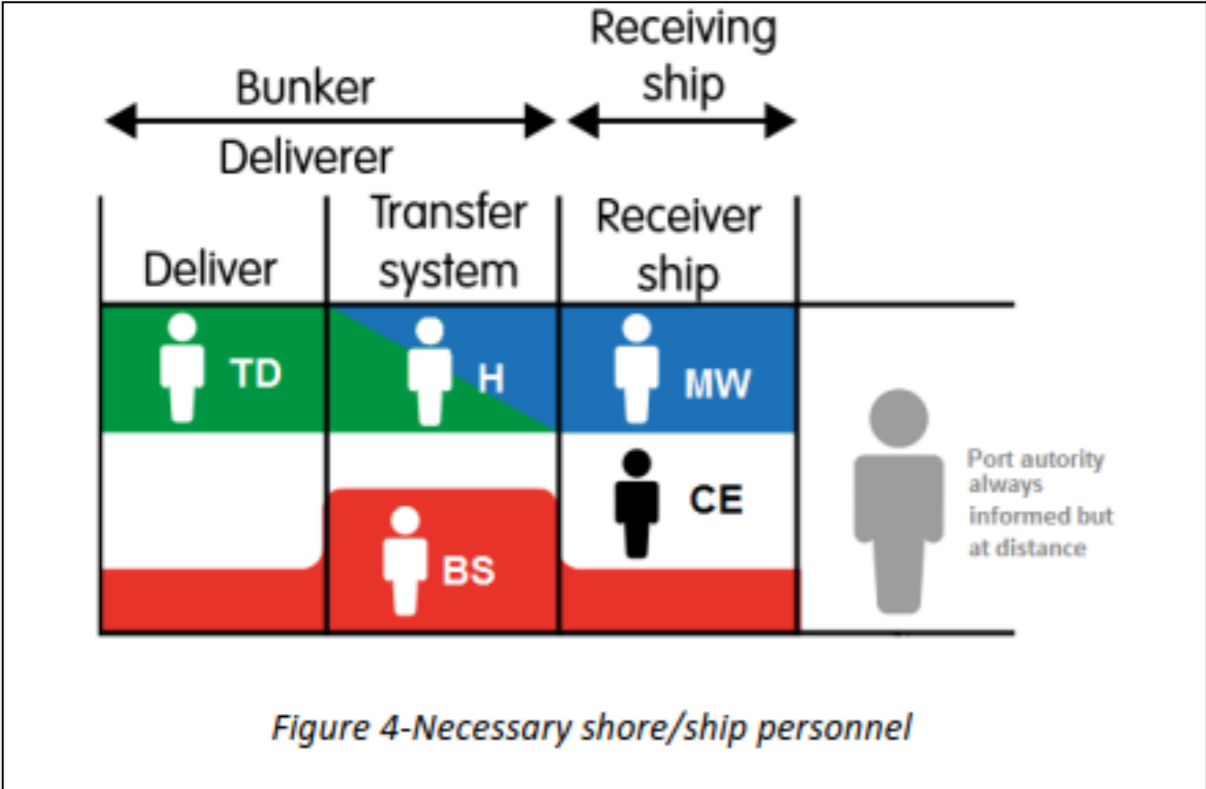 Receiving
ship
Bunker
Deliverer
Deliver
Transfer
system
Receiver
ship
TD
H
MW
CE
BS
Port autority
always
informed but
at distance
Figure 4-Necessary shore/ship personnel